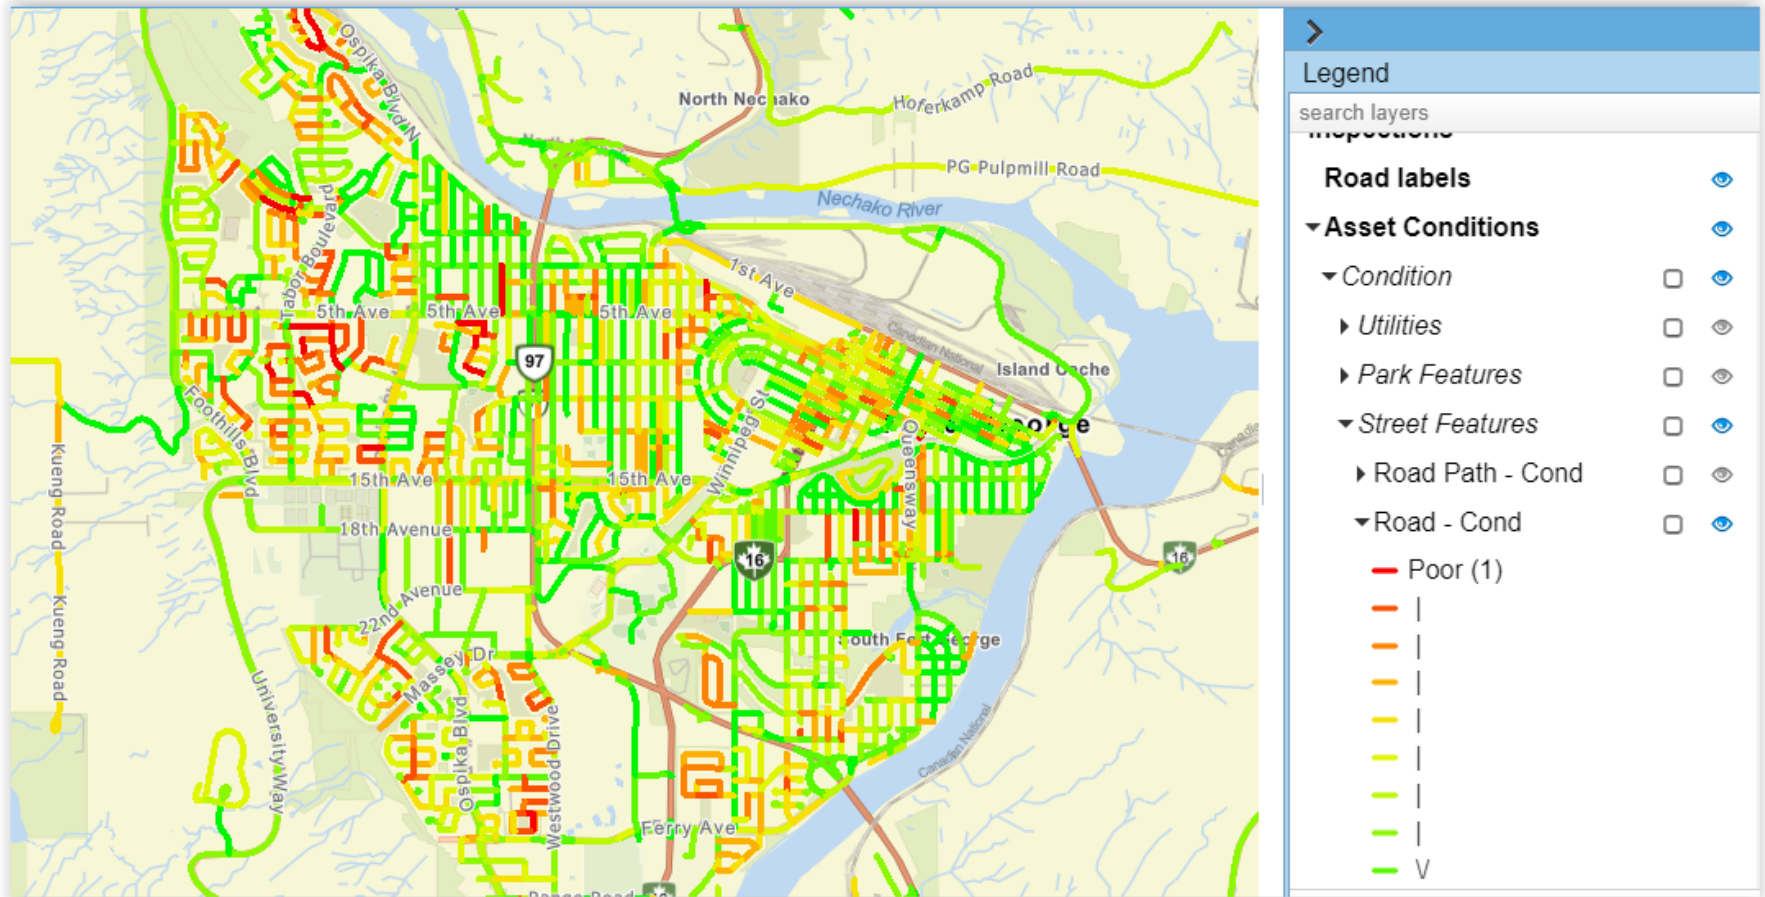 Ospika Blvd N
North Nechako
Hoferkamp Road
PG Pulpmill Road
Nechako River
Tabor Boulevard
1st Ave
5th Ave
5th Ave
5th Ave
Canadian National
97
Island Cache
Foothills Blvd
Winnipeg St
Queensway
15th Ave
15th Ave
Kueng Road
18th Avenue
16
16
22nd Avenue
Kueng Road
South Fort George
Massey Dr
University Way
Ospika Blvd
Westwood Drive
Canadian National
Ferry Ave
Legend
search layers
Inspections
Road labels
Asset Conditions
Condition
Utilities
Park Features
Street Features
Road Path - Cond
Road - Cond
Poor (1)
|
|
|
|
|
|
|
V